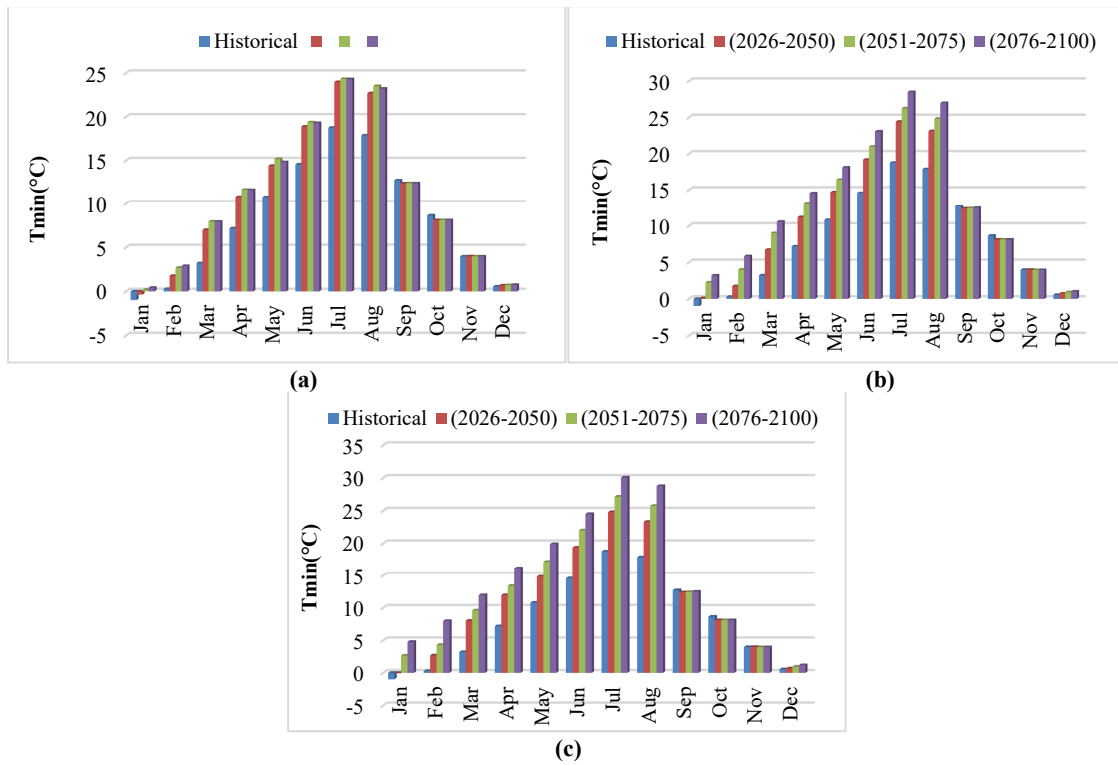 Historical
Tmin(°C)
25
20
15
10
5
0
-5
Jan Feb Mar Apr May Jun Jul Aug Sep Oct Nov Dec
(a)
Historical (2026-2050) (2051-2075) (2076-2100)
Tmin(°C)
30
25
20
15
10
5
0
-5
Jan Feb Mar Apr May Jun Jul Aug Sep Oct Nov Dec
(b)
Historical (2026-2050) (2051-2075) (2076-2100)
Tmin(°C)
35
30
25
20
15
10
5
0
-5
Jan Feb Mar Apr May Jun Jul Aug Sep Oct Nov Dec
(c)